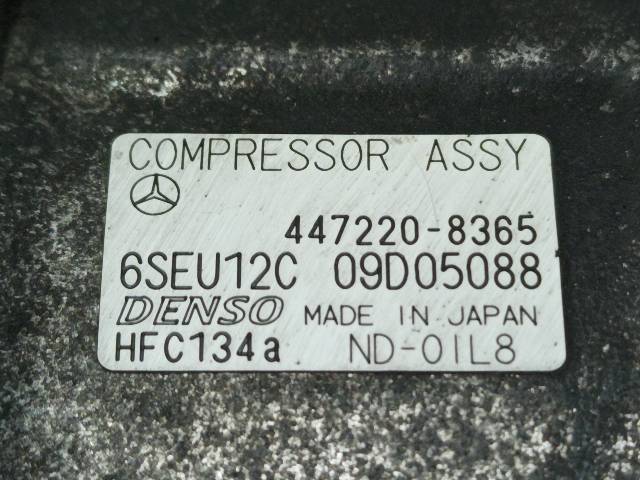 COMPRESSOR ASSY
447220-8365
6SEU12C 09D05088
DENSO MADE IN JAPAN
HFC134a ND-OIL8